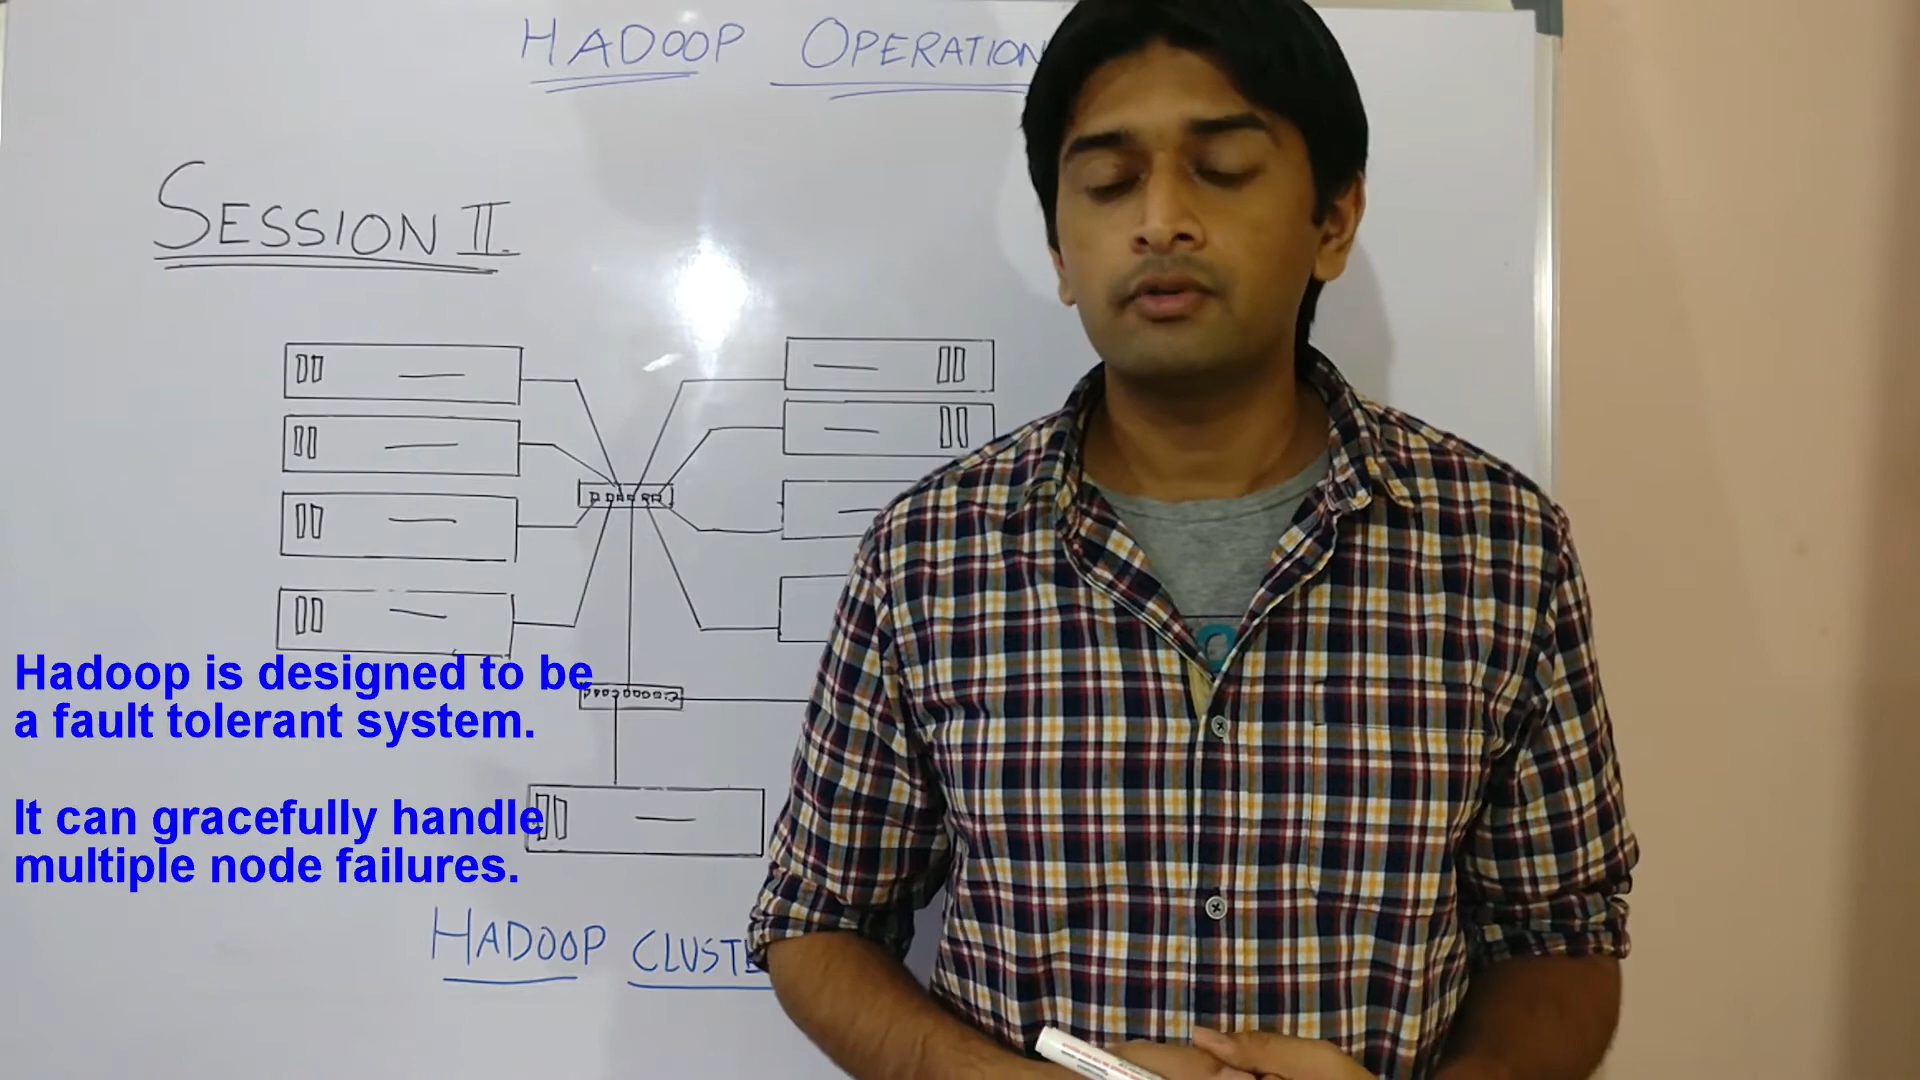 HADOOP OPERATION
SESSION II.
Hadoop is designed to be
a fault tolerant system.
It can gracefully handle
multiple node failures.
HADOOP CLUSTE